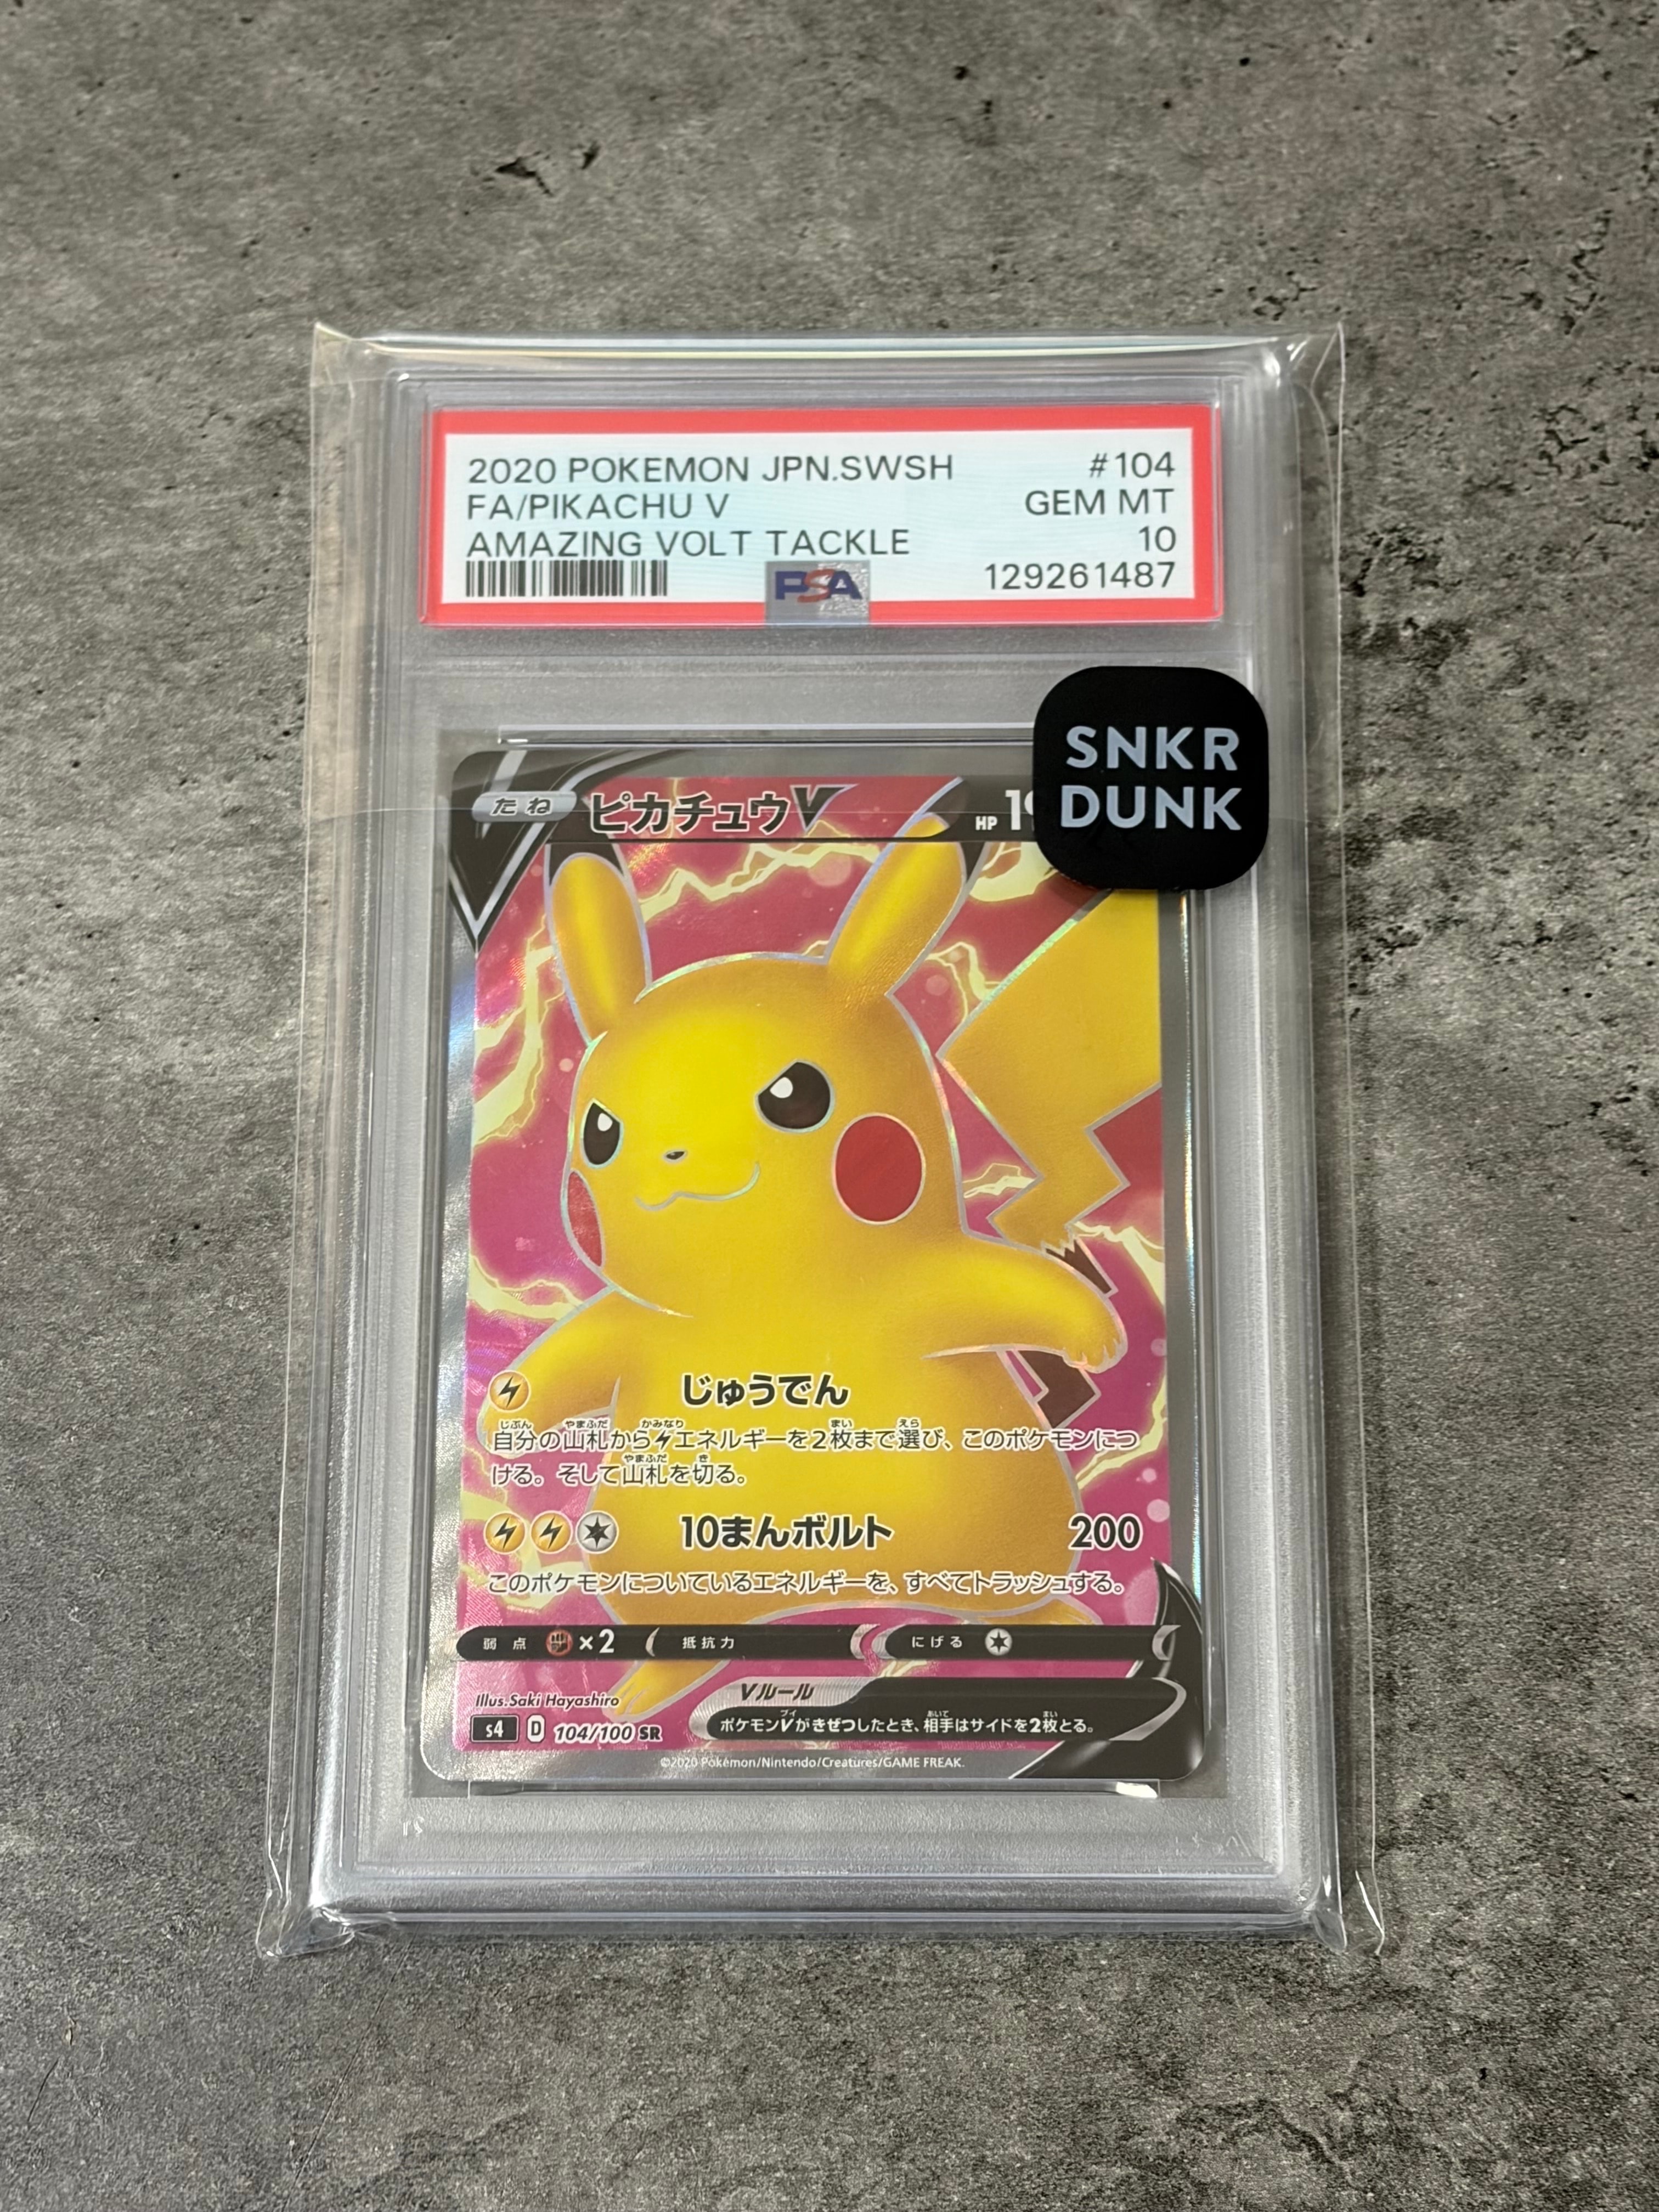 2020 POKEMON JPN.SWSH #104
FA/PIKACHU V GEM MT
AMAZING VOLT TACKLE 10
PSA 129261487
SNKR
DUNK
たね ピカチュウV HP
じゅうでん
自分の山札からエネルギーを2枚まで選び、このポケモンにつ
ける。そして山札を切る。
10まんボルト 200
このポケモンについているエネルギーを、すべてトラッシュする。
弱点 ×2 抵抗力 にげる
Illus.Saki Hayashiro
Vルール
s4 D 104/100 SR
ポケモンVがきぜつしたとき、相手はサイドを2枚とる。
©2020 Pokémon/Nintendo/Creatures/GAME FREAK.